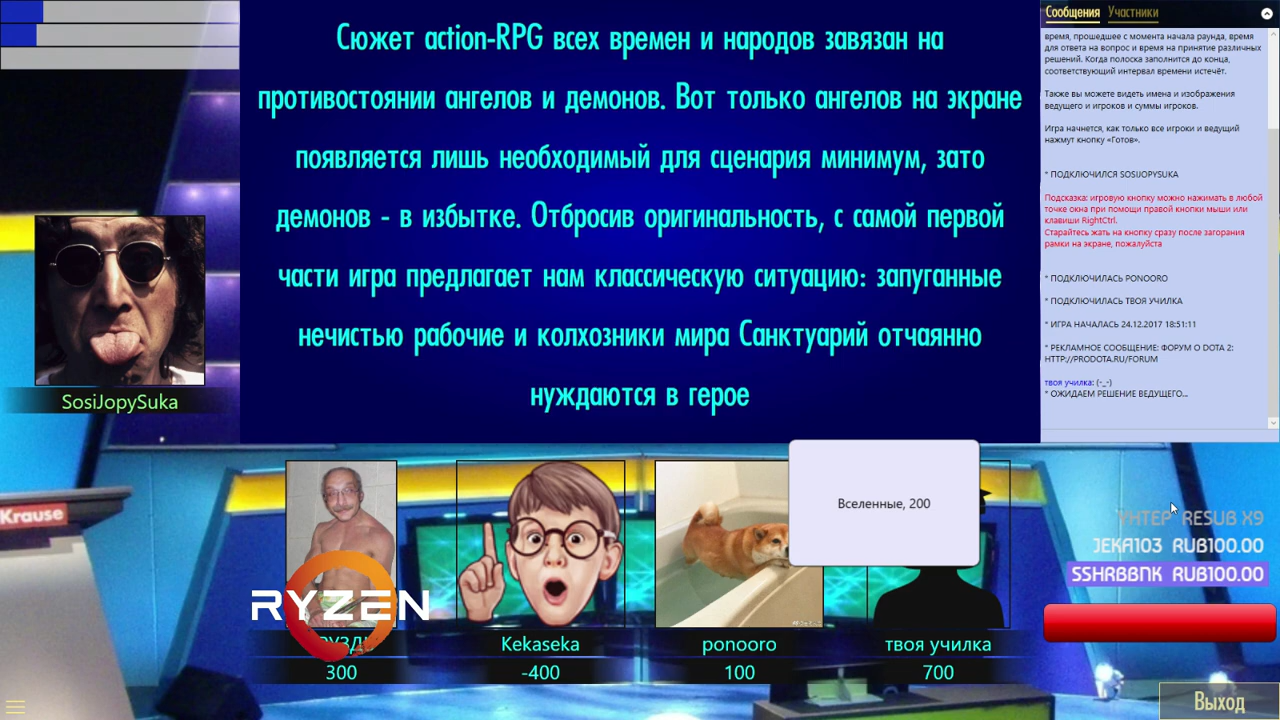 Сюжет action-RPG всех времен и народов завязан на
противостоянии ангелов и демонов. Вот только ангелов на экране
появляется лишь необходимый для сценария минимум, зато
демонов - в избытке. Отбросив оригинальность, с самой первой
части игра предлагает нам классическую ситуацию: запуганные
нечистью рабочие и колхозники мира Санктуарий отчаянно
нуждаются в герое
Сообщения Участники
время, прошедшее с момента начала раунда, время
для ответа на вопрос и время на принятие различных
решений. Когда полоска заполнится до конца,
соответствующий интервал времени истечёт.
Также вы можете видеть имена и изображения
ведущего и игроков и суммы игроков.
Игра начнется, как только все игроки и ведущий
нажмут кнопку «Готов».
* ПОДКЛЮЧИЛСЯ SOSIJOPYSUKA
Подсказка: игровую кнопку можно нажимать в любой
точке окна при помощи правой кнопки мыши или
клавиши RightCtrl.
Старайтесь жать на кнопку сразу после загорания
рамки на экране, пожалуйста
* ПОДКЛЮЧИЛАСЬ PONOORO
* ПОДКЛЮЧИЛАСЬ ТВОЯ УЧИЛКА
* ИГРА НАЧАЛАСЬ 24.12.2017 18:51:11
* РЕКЛАМНОЕ СООБЩЕНИЕ: ФОРУМ О DOTA 2:
HTTP://PRODOTA.RU/FORUM
твоя училка: (-_-)
* ОЖИДАЕМ РЕШЕНИЕ ВЕДУЩЕГО...
SosiJopySuka
Вселенные, 200
Krause
УНТЕР RESUB X9
JEKA103 RUB100.00
SSHRBBNK RUB100.00
RYZEN
Kekaseka
ponooro
твоя училка
300
-400
100
700
Выход